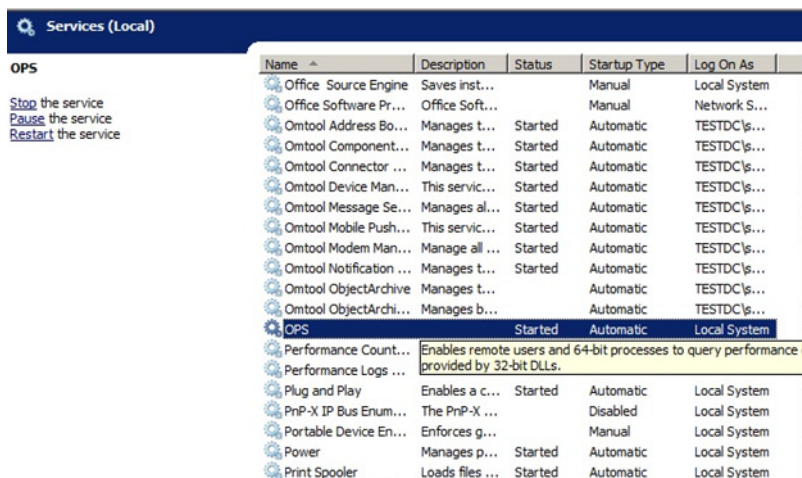 Services (Local)
OPS
Stop the service
Pause the service
Restart the service
Name Description Status Startup Type Log On As
Office Source Engine Saves inst... Manual Local System
Office Software Pr... Office Soft... Manual Network S...
Omtool Address Bo... Manages t... Started Automatic TESTDC\s...
Omtool Component... Manages t... Started Automatic TESTDC\s...
Omtool Connector ... Manages t... Started Automatic TESTDC\s...
Omtool Device Man... This servic... Started Automatic TESTDC\s...
Omtool Message Se... Manages al... Started Automatic TESTDC\s...
Omtool Mobile Push... This servic... Started Automatic TESTDC\s...
Omtool Modem Man... Manage all ... Started Automatic TESTDC\s...
Omtool Notification ... Manages t... Started Automatic TESTDC\s...
Omtool ObjectArchive Manages t... Automatic TESTDC\s...
Omtool ObjectArchi... Manages b... Automatic TESTDC\s...
OPS Started Automatic Local System
Performance Count... Enables remote users and 64-bit processes to query performance
Performance Logs ... provided by 32-bit DLLs.
Plug and Play Enables a c... Started Automatic Local System
PnP-X IP Bus Enum... The PnP-X ... Disabled Local System
Portable Device En... Enforces g... Manual Local System
Power Manages p... Started Automatic Local System
Print Spooler Loads files ... Started Automatic Local System